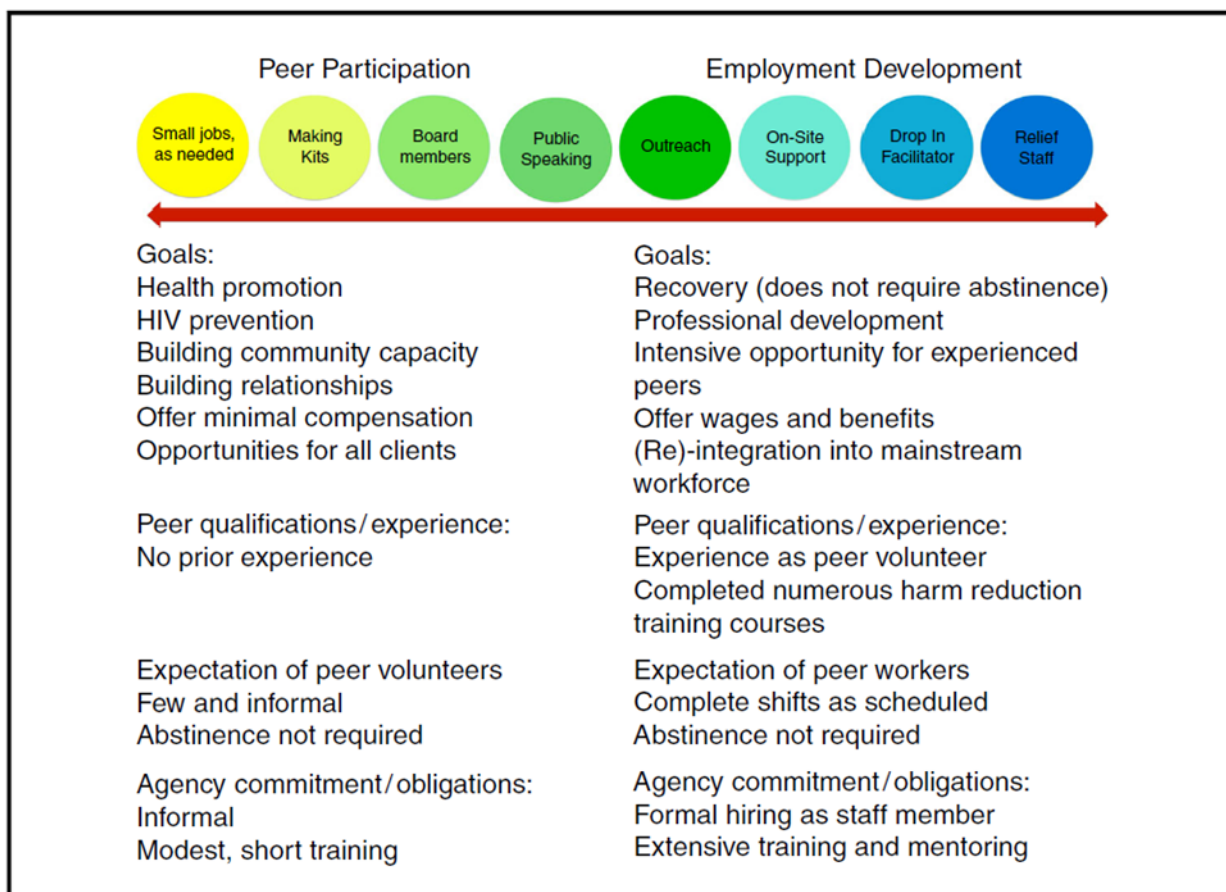 Peer Participation
Employment Development
Small jobs,
as needed
Making
Kits
Board
members
Public
Speaking
Outreach
On-Site
Support
Drop In
Facilitator
Relief
Staff
Goals:
Health promotion
HIV prevention
Building community capacity
Building relationships
Offer minimal compensation
Opportunities for all clients
Peer qualifications/experience:
No prior experience
Expectation of peer volunteers
Few and informal
Abstinence not required
Agency commitment/obligations:
Informal
Modest, short training
Goals:
Recovery (does not require abstinence)
Professional development
Intensive opportunity for experienced
peers
Offer wages and benefits
(Re)-integration into mainstream
workforce
Peer qualifications/experience:
Experience as peer volunteer
Completed numerous harm reduction
training courses
Expectation of peer workers
Complete shifts as scheduled
Abstinence not required
Agency commitment/obligations:
Formal hiring as staff member
Extensive training and mentoring